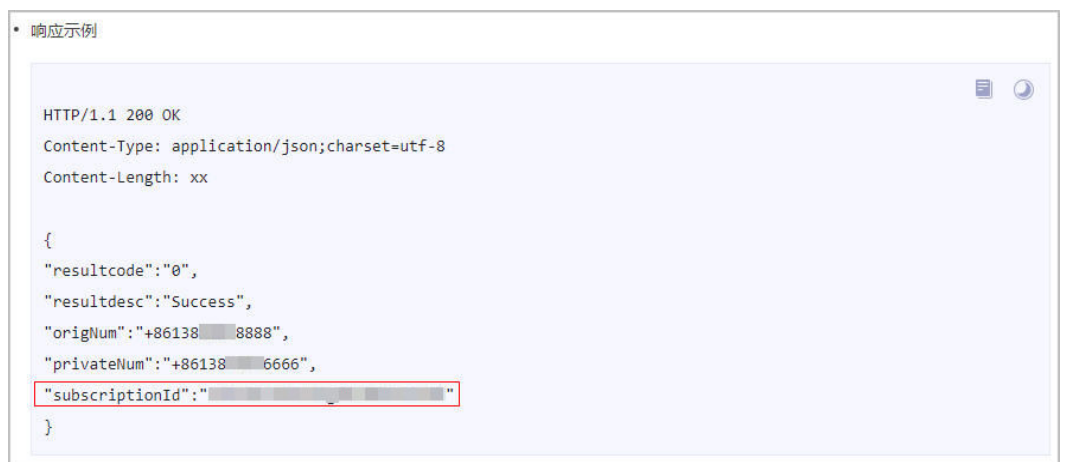 • 响应示例
HTTP/1.1 200 OK
Content-Type: application/json;charset=utf-8
Content-Length: xx
{
"resultcode":"0",
"resultdesc":"Success",
"origNum":"+86138 8888",
"privateNum":"+86138 6666",
"subscriptionId":" "
}